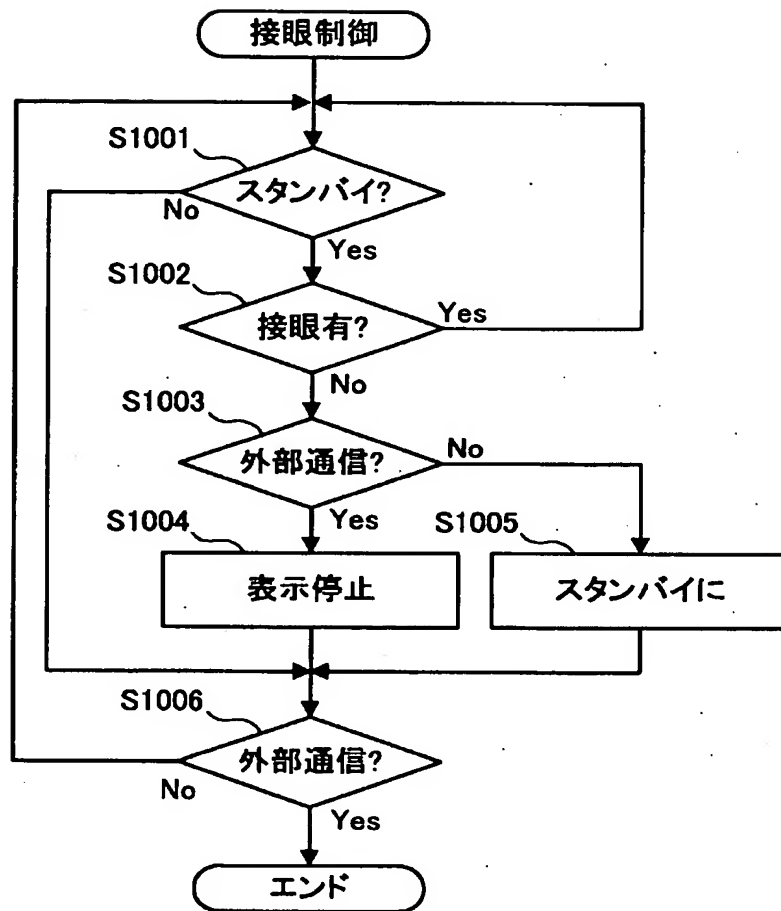 接眼制御
S1001
スタンバイ?
No
Yes
S1002
接眼有?
Yes
No
S1003
外部通信?
No
Yes
S1004
表示停止
S1005
スタンバイに
S1006
外部通信?
No
Yes
エンド